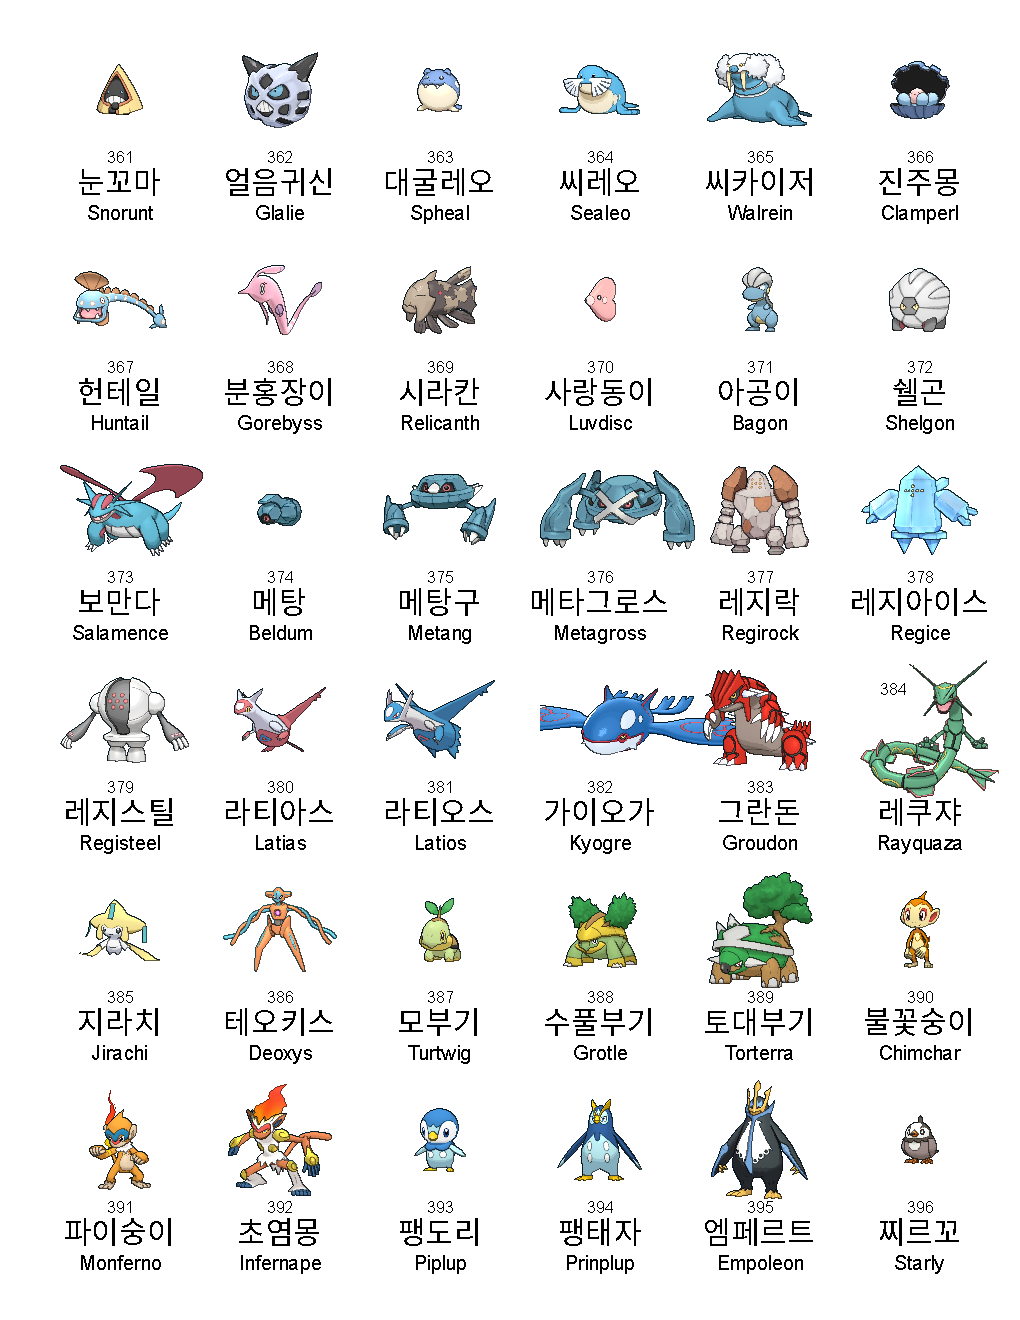 361 362 363 364 365 366
눈꼬마 얼음귀신 대굴레오 씨레오 씨카이저 진주몽
Snorunt Glalie Spheal Sealeo Walrein Clamperl
367 368 369 370 371 372
헌테일 분홍장이 시라칸 사랑동이 아공이 쉘곤
Huntail Gorebyss Relicanth Luvdisc Bagon Shelgon
373 374 375 376 377 378
보만다 메탕 메탕구 메타그로스 레지락 레지아이스
Salamence Beldum Metang Metagross Regirock Regice
384
379 380 381 382 383
레지스틸 라티아스 라티오스 가이오가 그란돈 레쿠쟈
Registeel Latias Latios Kyogre Groudon Rayquaza
385 386 387 388 389 390
지라치 테오키스 모부기 수풀부기 토대부기 불꽃숭이
Jirachi Deoxys Turtwig Grotle Torterra Chimchar
391 392 393 394 395 396
파이숭이 초염몽 팽도리 팽태자 엠페르트 찌르꼬
Monferno Infernape Piplup Prinplup Empoleon Starly